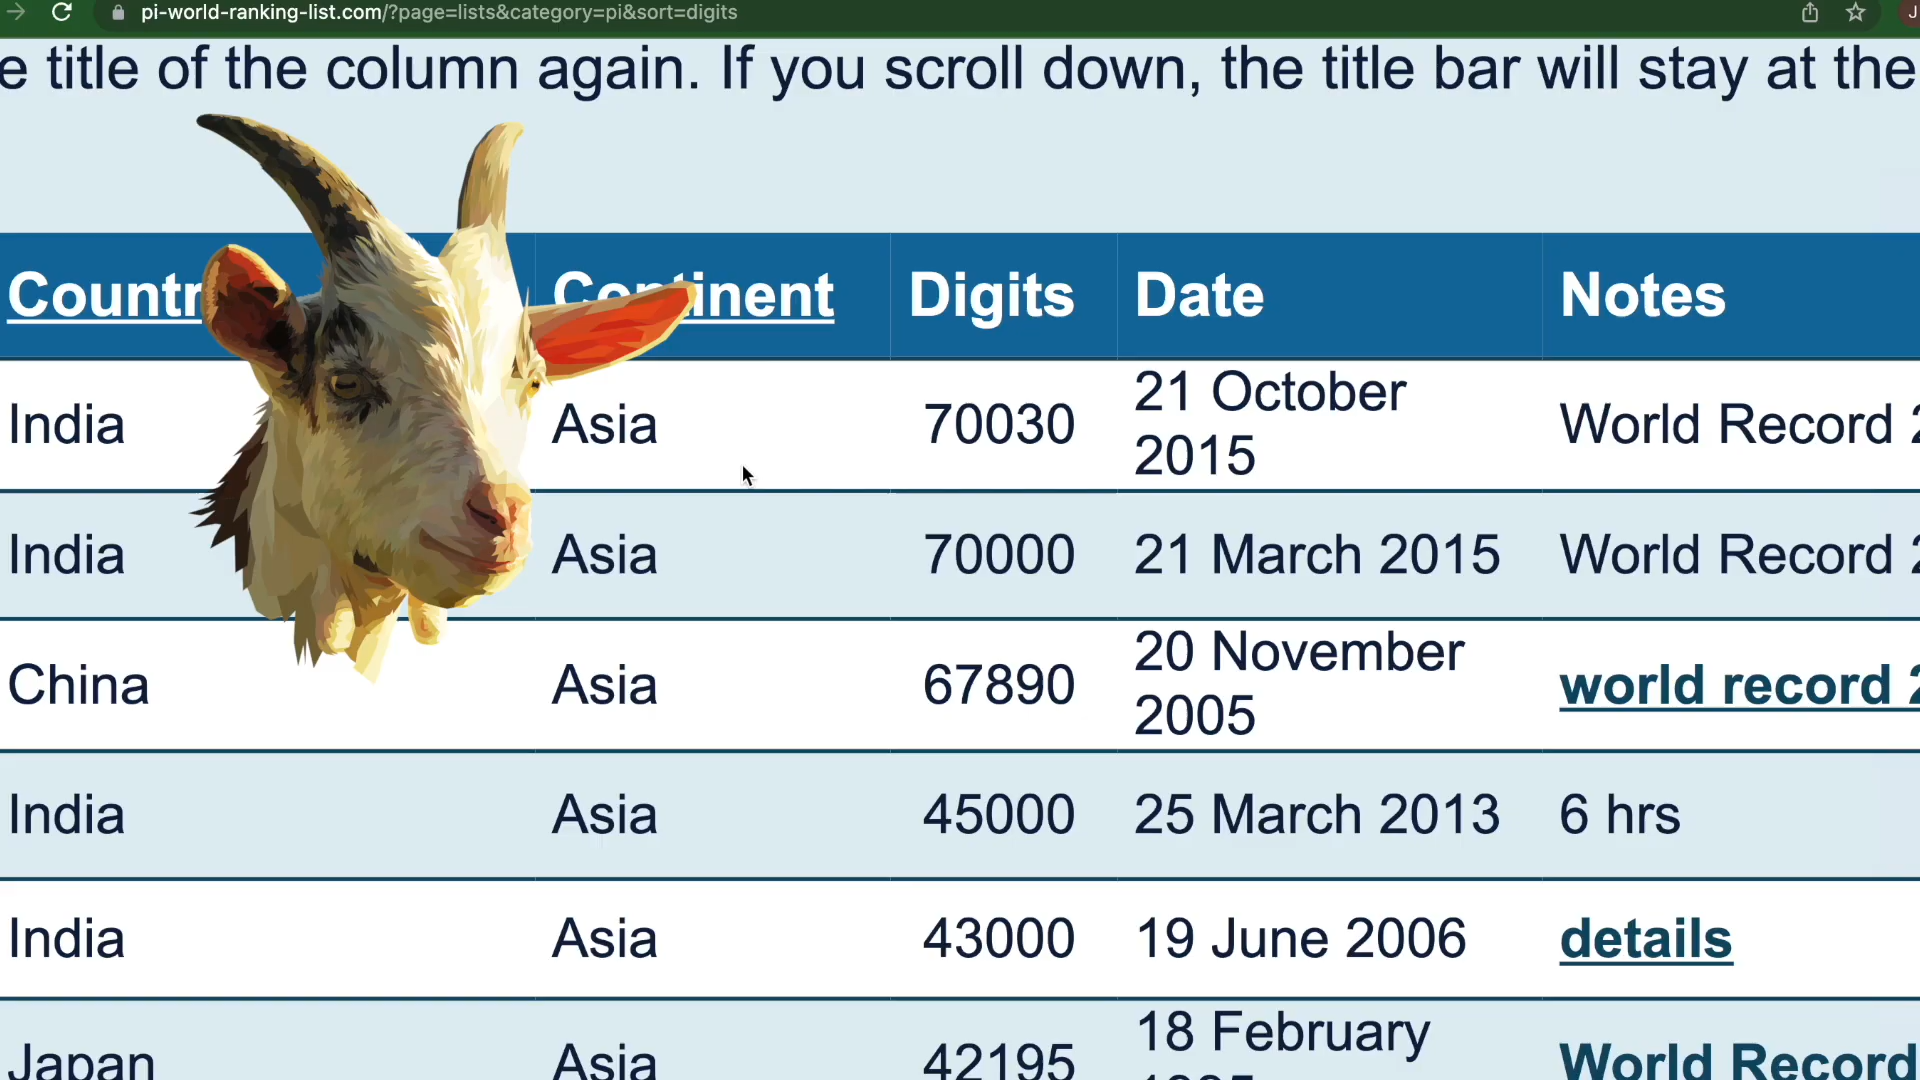 pi-world-ranking-list.com/?page=lists&category=pi&sort=digits
J
e title of the column again. If you scroll down, the title bar will stay at the
Countr Continent Digits Date Notes
India Asia 70030 21 October
2015 World Record
India Asia 70000 21 March 2015 World Record
China Asia 67890 20 November
2005 world record
India Asia 45000 25 March 2013 6 hrs
India Asia 43000 19 June 2006 details
Japan Asia 42195 18 February
World Record